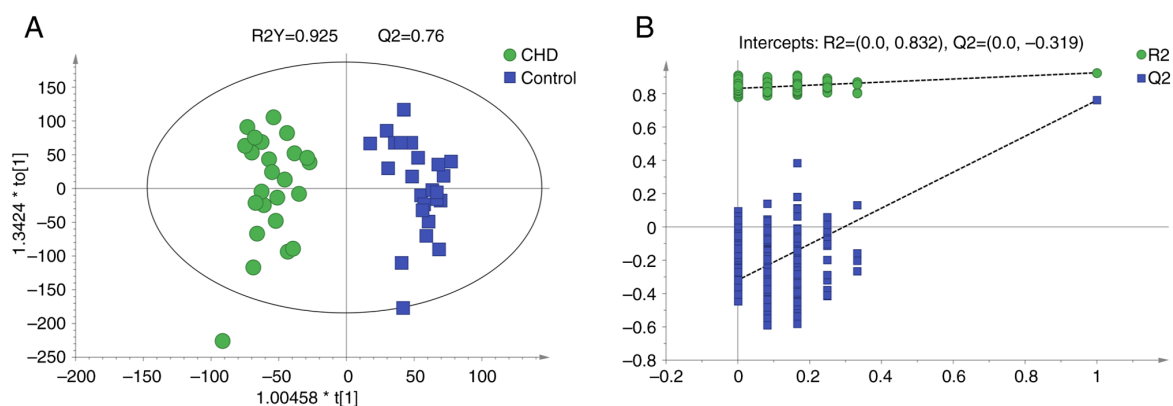 A
R2Y=0.925 Q2=0.76
CHD
Control
150
100
50
0
−50
−100
−150
−200
−250
−200 −150 −100 −50 0 50 100
1.3424 * to[1]
1.00458 * t[1]
B
Intercepts: R2=(0.0, 0.832), Q2=(0.0, −0.319)
R2
Q2
0.8
0.6
0.4
0.2
0
−0.2
−0.4
−0.6
−0.8
−0.2 0 0.2 0.4 0.6 0.8 1